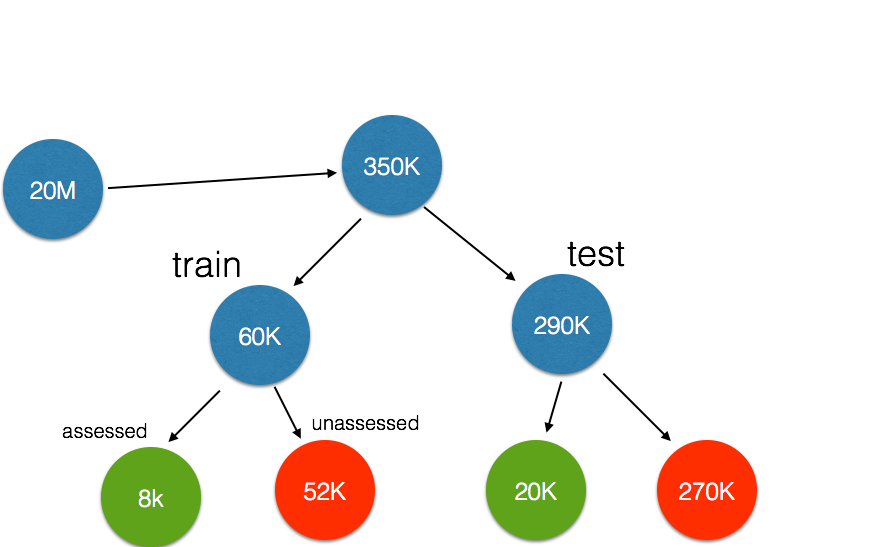 350K
20M
train
test
60K
290K
assessed
unassessed
8k
52K
20K
270K